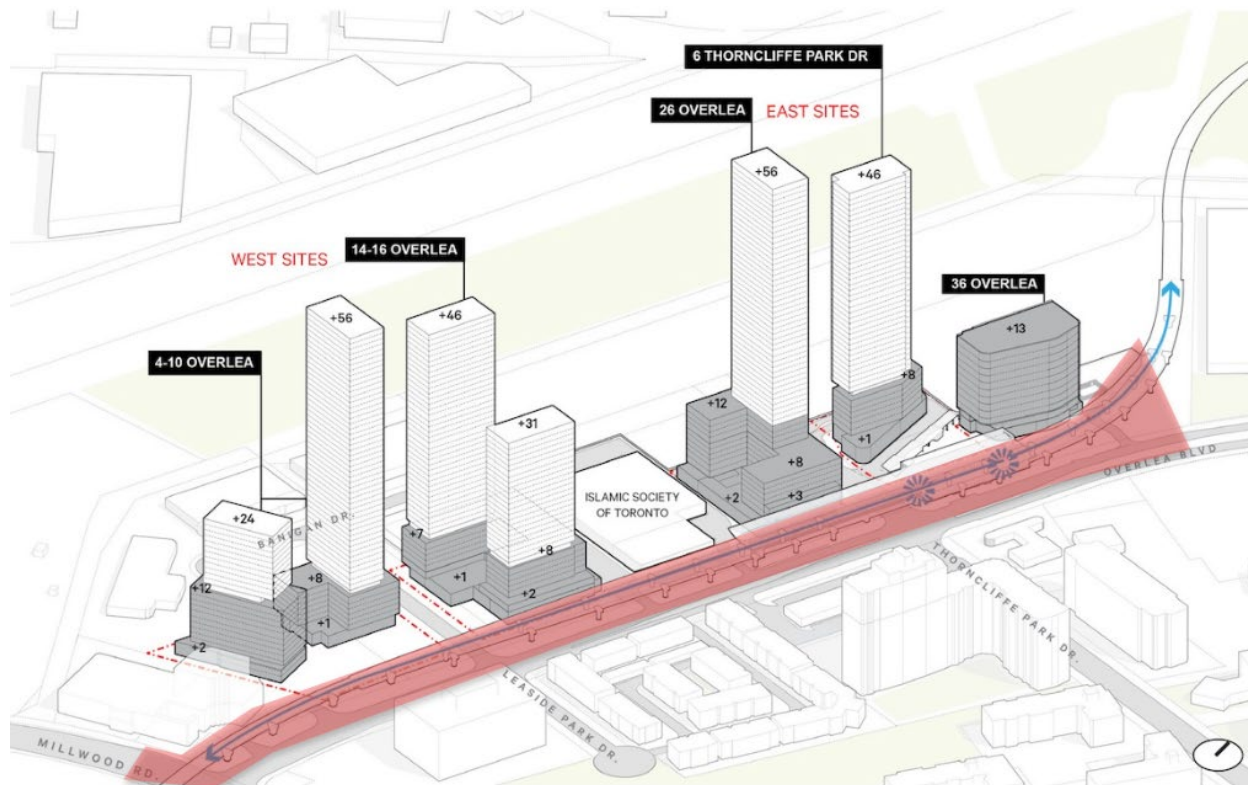 6 THORNCLIFFE PARK DR
26 OVERLEA
EAST SITES
+56
+46
14-16 OVERLEA
WEST SITES
36 OVERLEA
+56
+46
+13
4-10 OVERLEA
+8
+12
+31
+1
+8
+24
BANIGAN DR.
+2
+3
ISLAMIC SOCIETY
OF TORONTO
OVERLEA BLVD
+7
+8
+12
+8
+1
+2
+1
+2
THORNCLIFFE PARK DR.
LEASIDE PARK DR.
MILLWOOD RD.